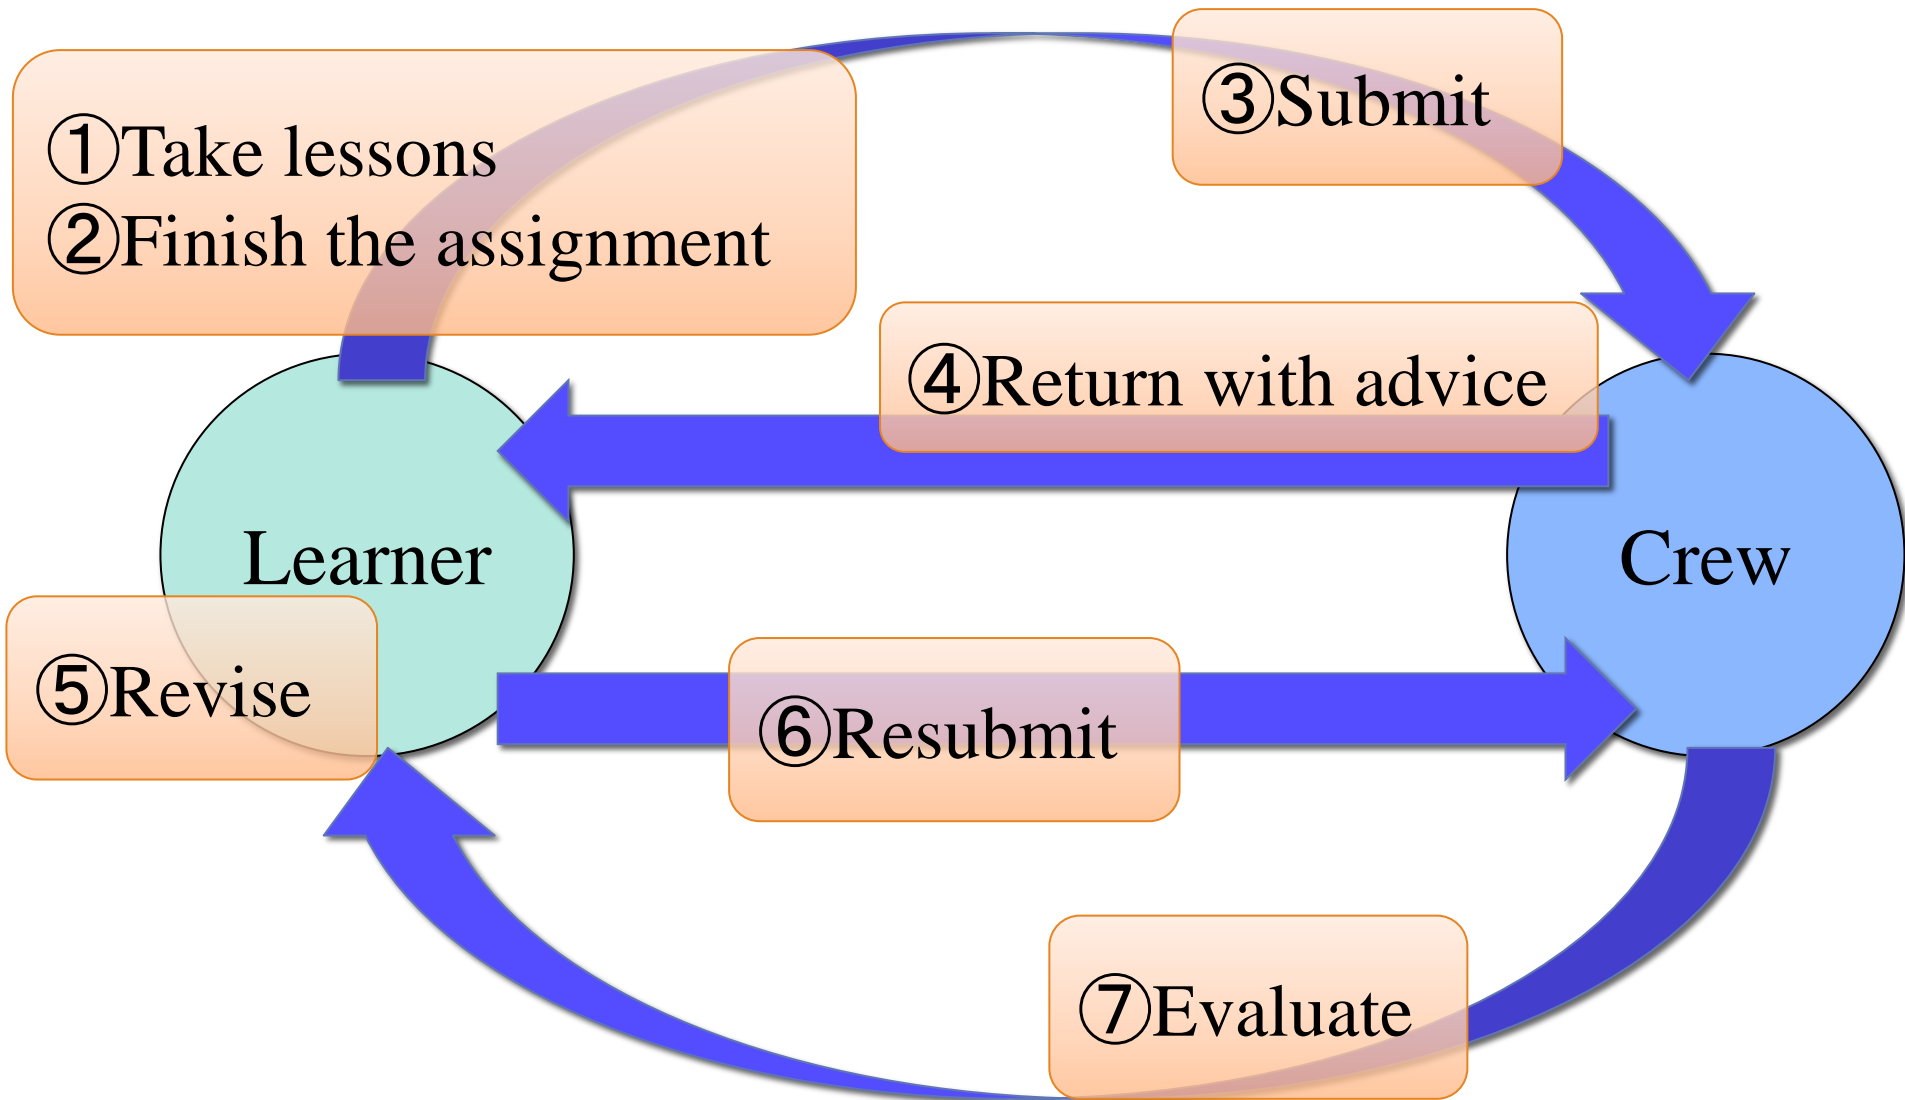 ①Take lessons
②Finish the assignment
③Submit
④Return with advice
Learner
Crew
⑤Revise
⑥Resubmit
⑦Evaluate